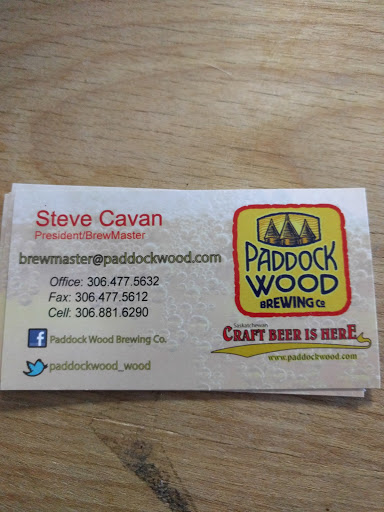 Steve Cavan
President/BrewMaster
brewmaster@paddockwood.com
Office: 306.477.5632
Fax: 306.477.5612
Cell: 306.881.6290
Paddock Wood Brewing Co.
paddockwood_wood
PADDOCK
WOOD
BREWING Co
Saskatchewan
CRAFT BEER IS HERE
www.paddockwood.com